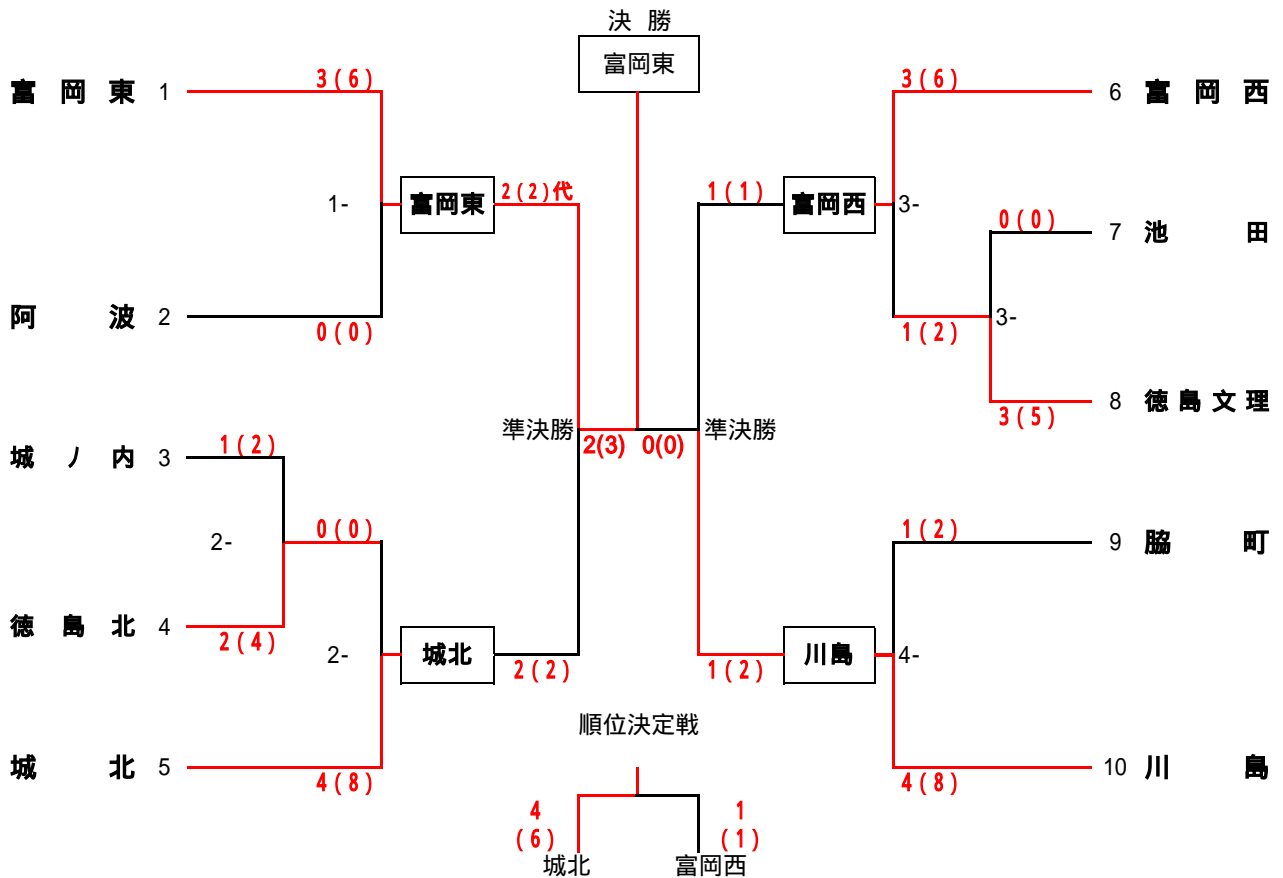 決 勝
富岡東
富 岡 東 1 3(6)
3(6) 6 富 岡 西
1- 富岡東 2(2)代
1(1) 富岡西 3-
0(0) 7 池 田
阿 波 2 0(0)
1(2) 3-
3(5) 8 徳島文理
準決勝 2(3) 0(0) 準決勝
城 ノ 内 3 1(2)
2- 0(0)
1(2) 9 脇 町
徳 島 北 4 2(4)
2- 城北 2(2)
1(2) 川島 4-
順位決定戦
城 北 5 4(8)
4(8) 10 川 島
4 1
(6) (1)
城北 富岡西